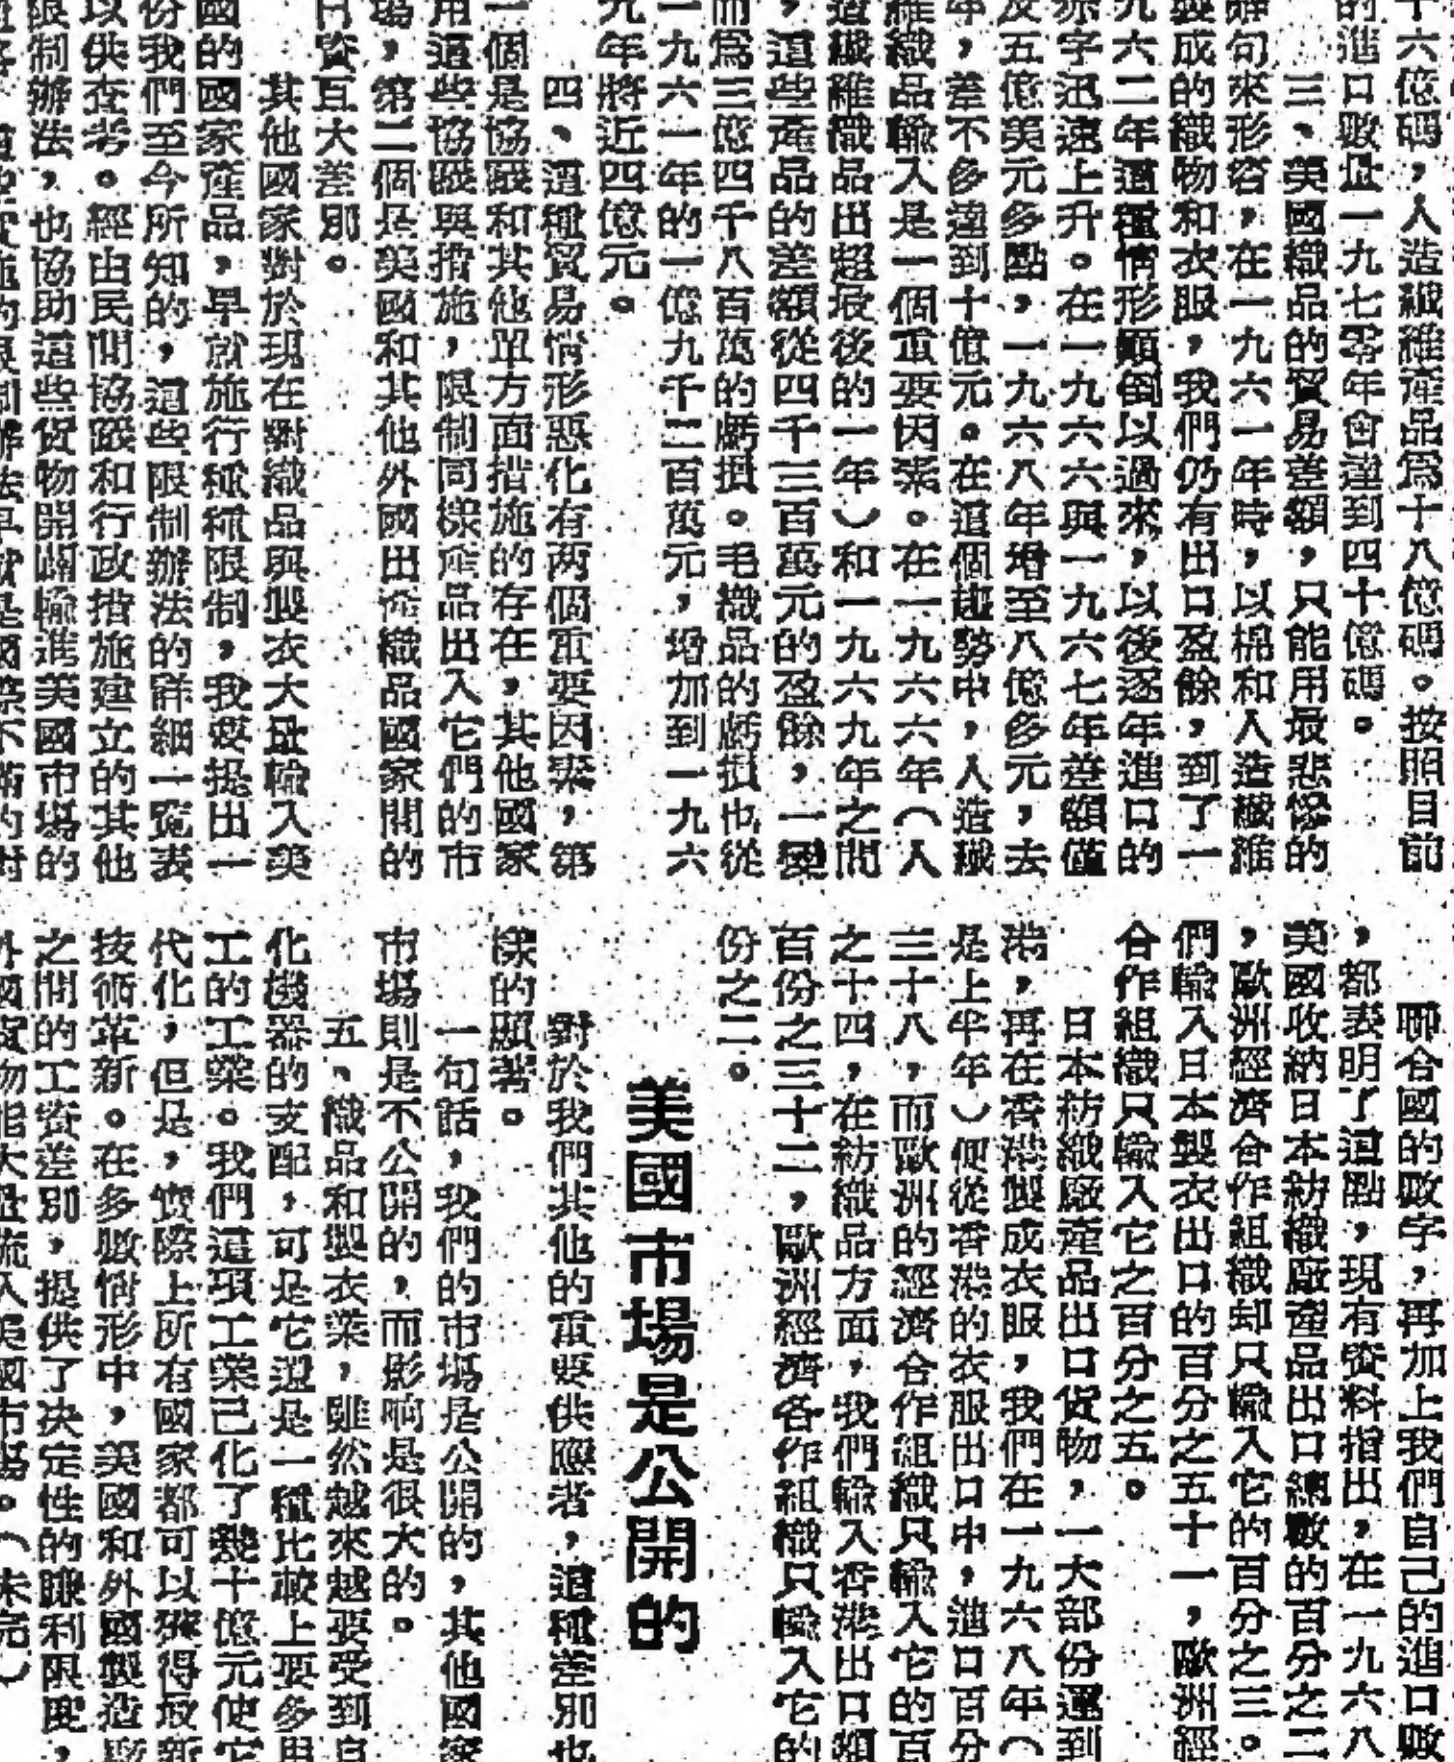 十六億碼，人造纖維產品爲十八億碼。按照目前
的進口數量一九七零年會達到四十億碼。
三、美國織品的貿易差額，只能用最悲慘的
辭句來形容，在一九六一年時，以棉和人造纖維
製成的織物和衣服，我們仍有出口盈餘，到了一
九六二年這種情形顛倒以過來，以後逐年進口的
赤字迅速上升。在一九六六與一九六七年差額僅
及五億美元多點，一九六八年增至八億多元，去
年，差不多達到十億元。在這個趨勢中，人造纖
維織品輸入是一個重要因素。在一九六六年（人
造纖維織品出超最後的一年）和一九六九年之間
，這些產品的差額從四千三百萬元的盈餘，一變
而爲三億四千八百萬的虧損。毛織品的虧損也從
一九六一年的一億九千二百萬元，增加到一九六
九年將近四億元。
四、這種貿易情形惡化有两個重要因素，第
一個是協議和其他單方面措施的存在，其他國家
用這些協議與措施，限制同樣產品出入它們的市
場，第二個是美國和其他外國出產織品國家間的
工資互大差別。
其他國家對於現在對織品與製衣大量輸入美
國的國家產品，早就施行種種限制，我要提出一
份我們至今所知的，這些限制辦法的詳細一覽表
以供查考。經由民間協議和行政措施建立的其他
限制辦法，也協助這些貨物開闢輸進美國市場的
聯合國的數字，再加上我們自己的進口數
，都表明了這點，現有資料指出，在一九六八
美國收納日本紡織廠產品出口總數的百分之二
，歐洲經濟合作組織却只輸入它的百分之三。
們輸入日本製衣出口的百分之五十一，歐洲經
合作組織只輸入它之百分之五。
日本紡織廠產品出口貨物，一大部份運到
港，再在香港製成衣服，我們在一九六八年（
是上半年）便從香港的衣服出口中，進口百分
三十八，而歐洲的經濟合作組織只輸入它的百
之十四，在紡織品方面，我們輸入香港出口額
百份之三十二，歐洲經濟各作組織只輸入它的
份之二。
美國市場是公開的
對於我們其他的重要供應者，這種差別也
樣的顯著。
一句話，我們的市場是公開的，其他國家
市場則是不公開的，而影响是很大的。
五、織品和製衣業，雖然越來越要受到自
化機器的支配，可是它還是一種比較上要多用
工的工業。我們這項工業己化了幾十億元使它
代化，但是，實際上所有國家都可以獲得最新
技術革新。在多數情形中，美國和外國製造廠
之間的工資差別，提供了决定性的賺利限度，
外國貨物能大量流入美國市場。（未完）